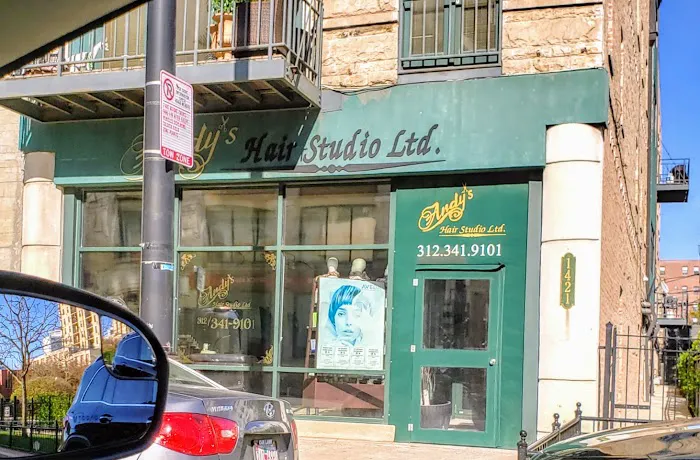 Andy's
Hair Studio Ltd.
TOW ZONE
Andy's
Hair Studio Ltd.
312.341.9101
Andy's
Hair Studio Ltd
312/341-9101
1421